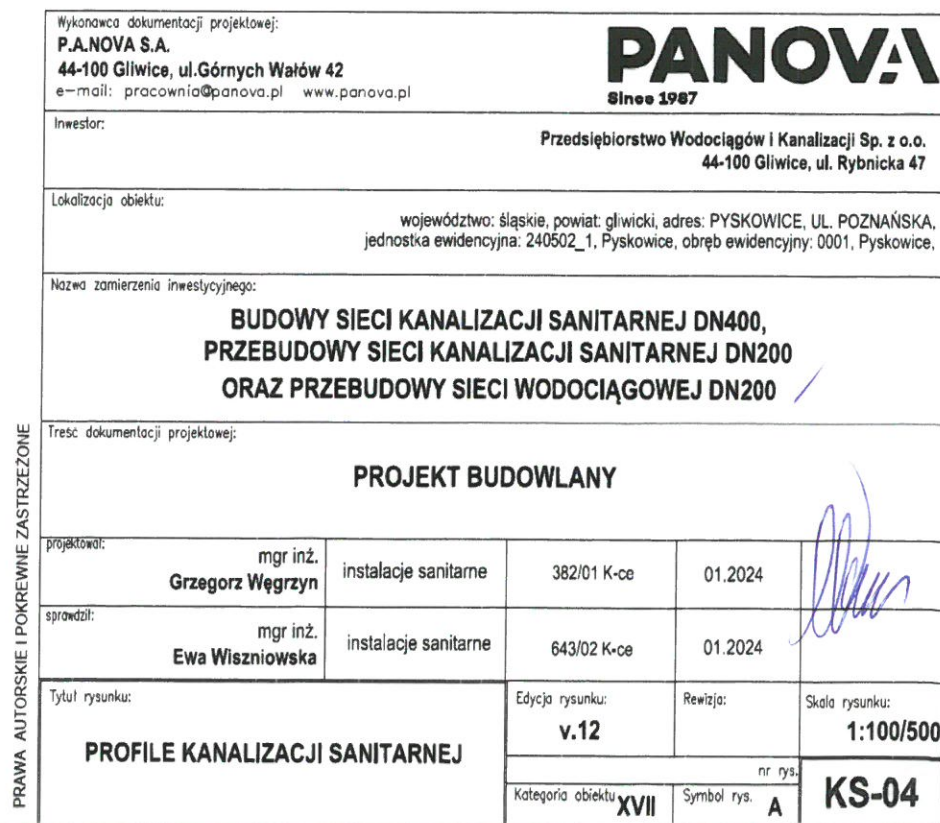 Wykonawca dokumentacji projektowej:
P.A.NOVA S.A.
44-100 Gliwice, ul.Górnych Wałów 42
e-mail: pracownia@panova.pl www.panova.pl
PANOVA
Since 1987
Inwestor:
Przedsiębiorstwo Wodociągów i Kanalizacji Sp. z o.o.
44-100 Gliwice, ul. Rybnicka 47
Lokalizacja obiektu:
województwo: śląskie, powiat: gliwicki, adres: PYSKOWICE, UL. POZNAŃSKA,
jednostka ewidencyjna: 240502_1, Pyskowice, obręb ewidencyjny: 0001, Pyskowice,
Nazwa zamierzenia inwestycyjnego:
BUDOWY SIECI KANALIZACJI SANITARNEJ DN400,
PRZEBUDOWY SIECI KANALIZACJI SANITARNEJ DN200
ORAZ PRZEBUDOWY SIECI WODOCIĄGOWEJ DN200
Treść dokumentacji projektowej:
PROJEKT BUDOWLANY
projektował:
mgr inż.
Grzegorz Węgrzyn
instalacje sanitarne
382/01 K-ce
01.2024
sprawdził:
mgr inż.
Ewa Wiszniowska
instalacje sanitarne
643/02 K-ce
01.2024
Tytuł rysunku:
PROFILE KANALIZACJI SANITARNEJ
Edycja rysunku:
v.12
Rewizja:
Skala rysunku:
1:100/500
nr rys.
KS-04
Kategoria obiektu XVII
Symbol rys. A
PRAWA AUTORSKIE I POKREWNE ZASTRZEŻONE